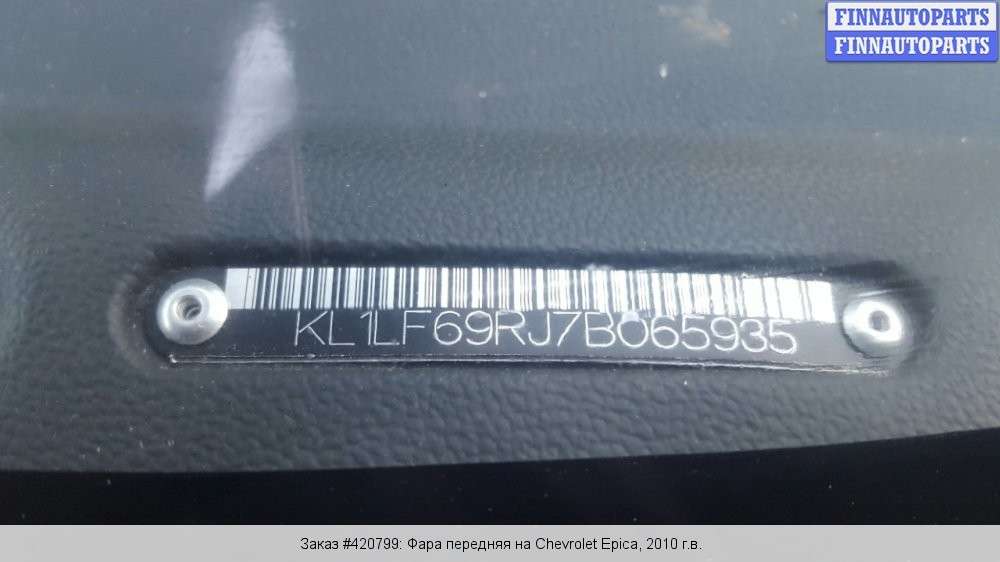 FINNAUTOPARTS
FINNAUTOPARTS
KL1LF69RJ7B065935
Заказ #420799: Фара передняя на Chevrolet Epica, 2010 г.в.